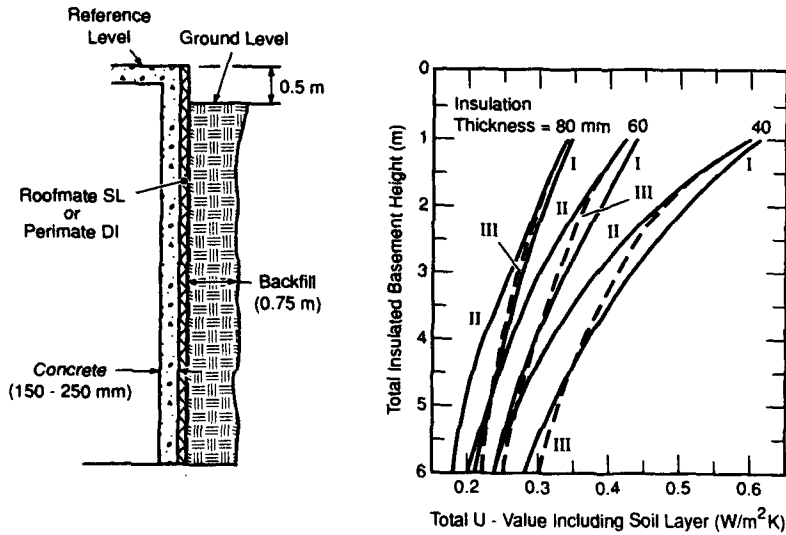 Reference
Level
Ground Level
0.5 m
Roofmate SL
or
Perimate DI
Backfill
(0.75 m)
Concrete
(150 - 250 mm)
Total Insulated Basement Height (m)
0
1
2
3
4
5
6
Insulation
Thickness = 80 mm
60
40
I
I
I
II
III
II
III
II
III
0.2
0.3
0.4
0.5
0.6
Total U - Value Including Soil Layer (W/m²K)